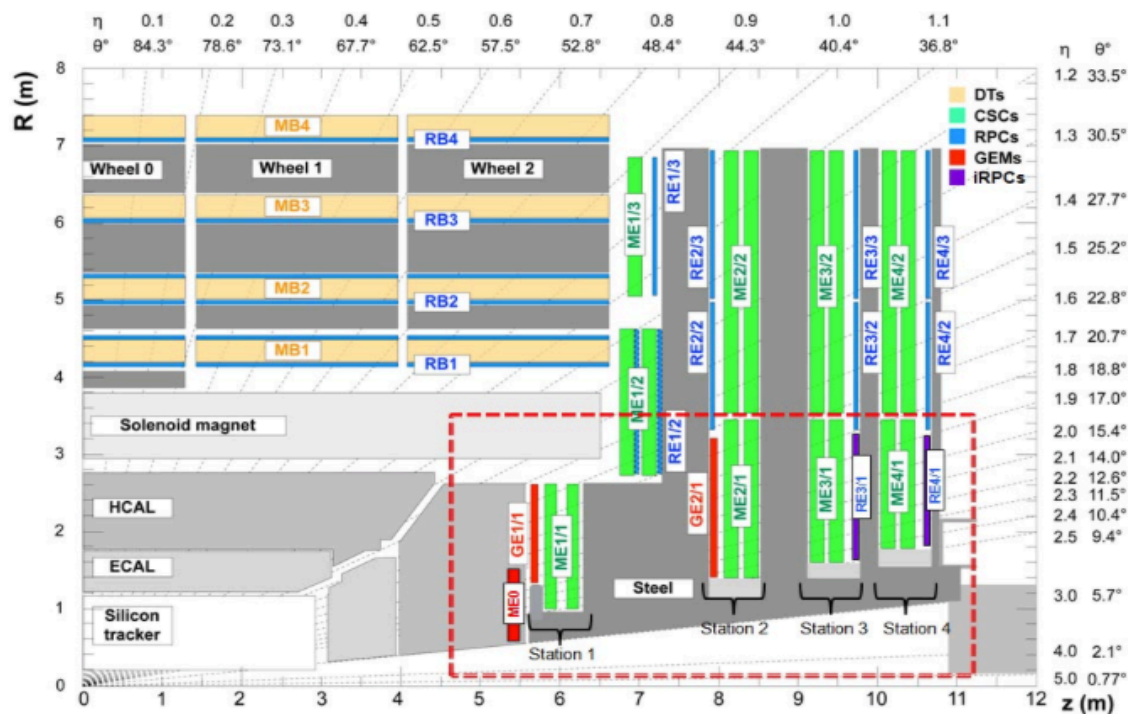 η 0.1 0.2 0.3 0.4 0.5 0.6 0.7 0.8 0.9 1.0 1.1
θ° 84.3° 78.6° 73.1° 67.7° 62.5° 57.5° 52.8° 48.4° 44.3° 40.4° 36.8° η θ°
R (m)
8
7
6
5
4
3
2
1
0
1.2 33.5°
1.3 30.5°
1.4 27.7°
1.5 25.2°
1.6 22.8°
1.7 20.7°
1.8 18.8°
1.9 17.0°
2.0 15.4°
2.1 14.0°
2.2 12.6°
2.3 11.5°
2.4 10.4°
2.5 9.4°
3.0 5.7°
4.0 2.1°
5.0 0.77°
DTs
CSCs
RPCs
GEMs
iRPCs
MB4
RB4
Wheel 0 Wheel 1 Wheel 2
MB3
RB3
MB2
RB2
MB1
RB1
Solenoid magnet
HCAL
ECAL
Silicon
tracker
Steel
ME1/3
RE1/3
ME1/2
RE1/2
GE1/1
ME1/1
ME0
RE2/3
ME2/2
RE2/2
GE2/1
ME2/1
ME3/2
RE3/3
RE3/2
ME3/1
RE3/1
ME4/2
RE4/3
RE4/2
ME4/1
RE4/1
Station 1
Station 2
Station 3
Station 4
0 1 2 3 4 5 6 7 8 9 10 11 12
z (m)